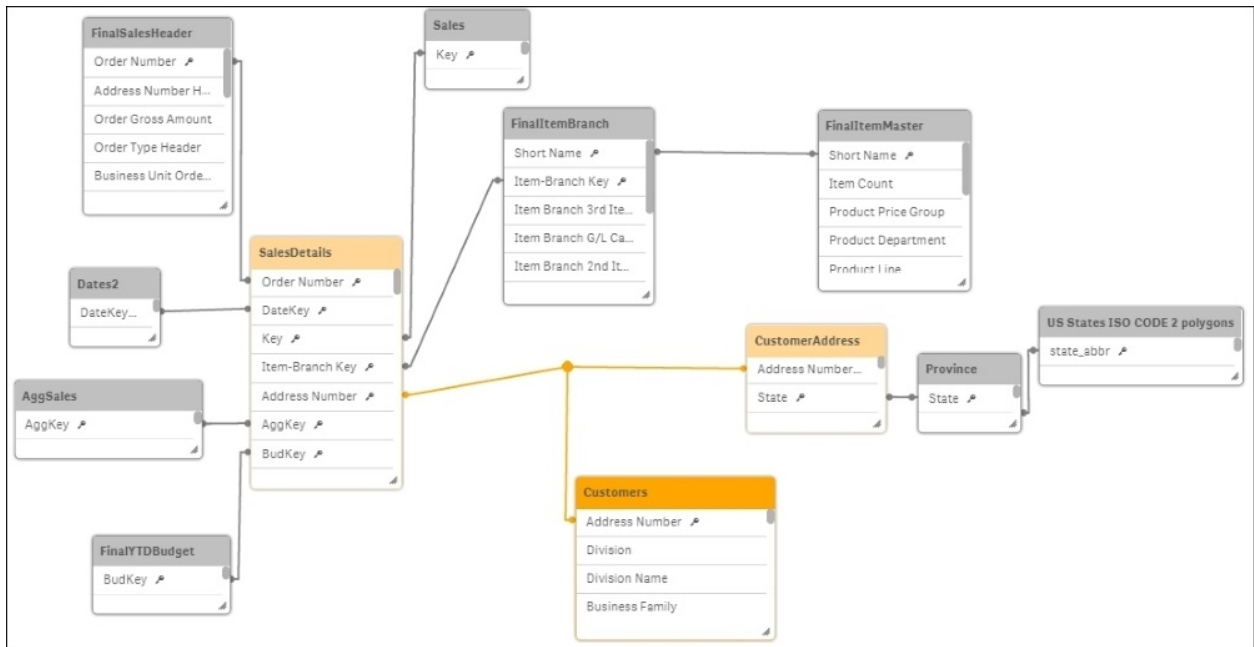 FinalSalesHeader
Order Number
Address Number H...
Order Gross Amount
Order Type Header
Business Unit Orde...
Sales
Key
FinalItemBranch
Short Name
Item-Branch Key
Item Branch 3rd Ite...
Item Branch G/L Ca...
Item Branch 2nd It...
FinalItemMaster
Short Name
Item Count
Product Price Group
Product Department
Product Line
SalesDetails
Order Number
DateKey
Key
Item-Branch Key
Address Number
AggKey
BudKey
Dates2
DateKey...
AggSales
AggKey
FinalYTDBudget
BudKey
CustomerAddress
Address Number...
State
Province
State
US States ISO CODE 2 polygons
state_abbr
Customers
Address Number
Division
Division Name
Business Family